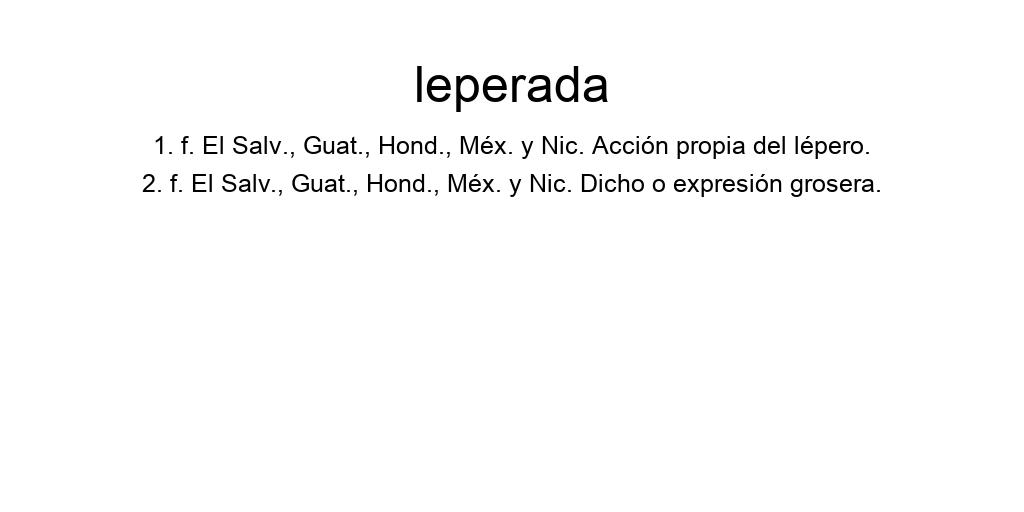 leperada
1. f. El Salv., Guat., Hond., Méx. y Nic. Acción propia del lépero.
2. f. El Salv., Guat., Hond., Méx. y Nic. Dicho o expresión grosera.